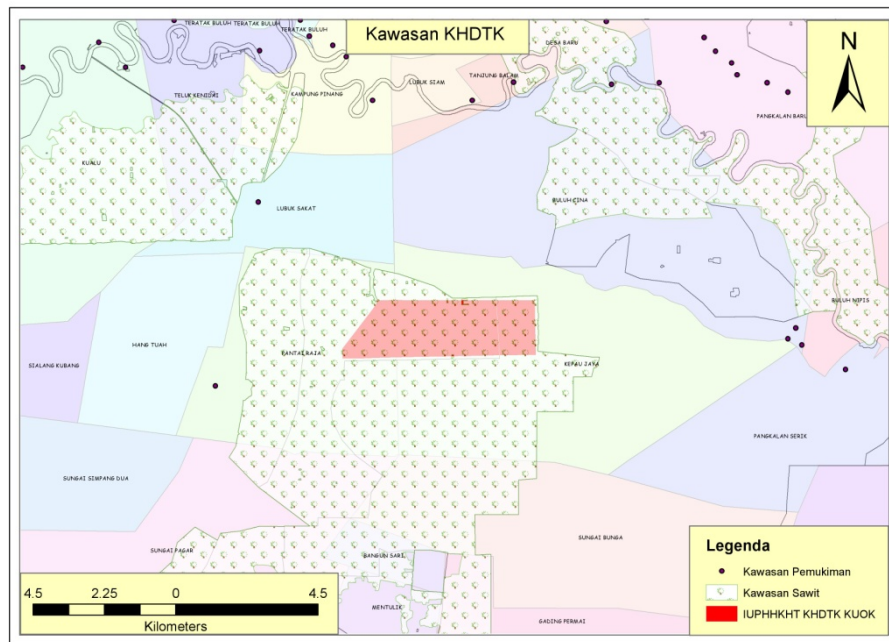 Kawasan KHDTK
N
TERATAK BULUH TERATAK BULUH
TERATAK BULUH
DESA BARU
LUBUK SIAM
TANJUNG BALAM
TELUK KENIDAI
KAMPUNG PINANG
PANGKALAN BARU
KUALU
BULUH CINA
LUBUK SAKAT
BULUH NIPIS
HANG TUAH
PANTAI RAJA
SIALANG KUBANG
KEPAU JAYA
PANGKALAN SERIK
SUNGAI SIMPANG DUA
SUNGAI BUNGA
SUNGAI PAGAR
BANGUN SARI
MENTULIK
GADING PERMAI
4.5 2.25 0 4.5
Kilometers
Legenda
Kawasan Pemukiman
Kawasan Sawit
IUPHHKHT KHDTK KUOK